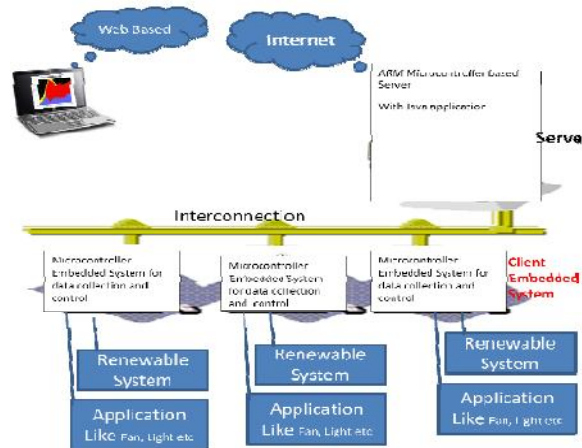 Web Based
Internet
ARM Microcontroller based
Server
With Java application
Serve
Interconnection
Microcontroller
Embedded System for
data collection and
control
Microcontroller
Embedded System
for data collection
and control
Microcontroller
Embedded System for
data collection and
control
Client
Embedded
System
Renewable
System
Renewable
System
Renewable
System
Application
Like Fan, Light etc
Application
Like Fan, Light etc
Application
Like Fan, Light etc